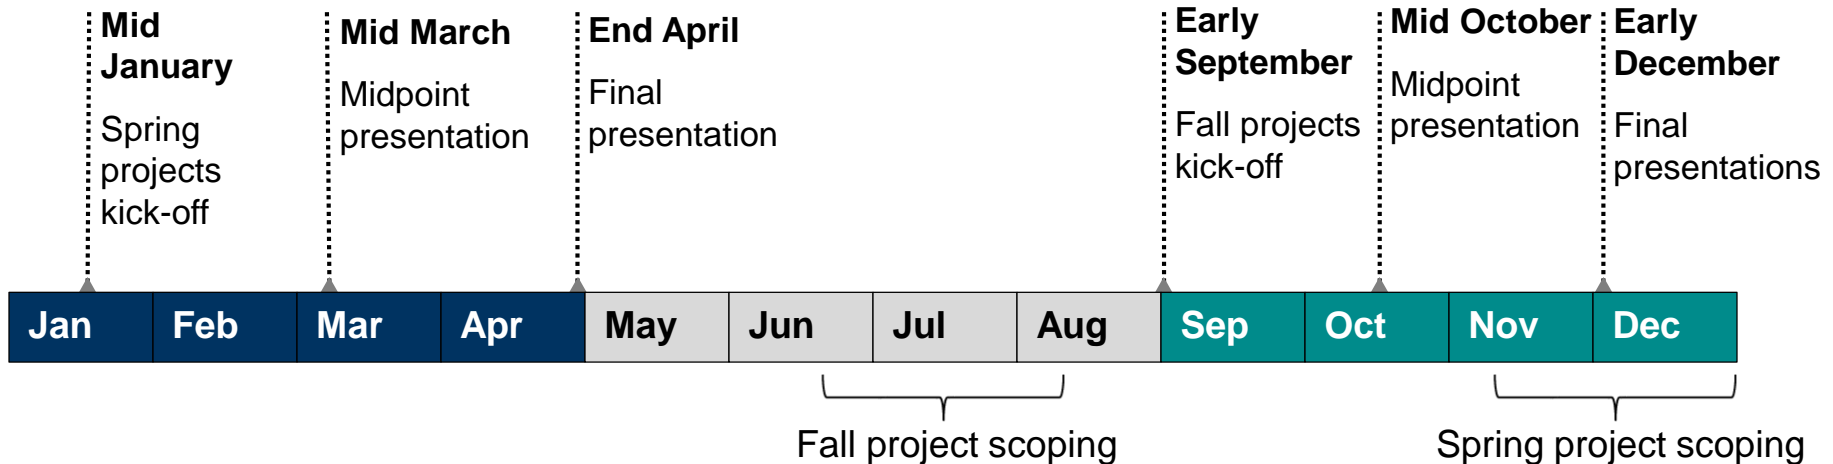 Mid
January
Spring
projects
kick-off
Mid March
Midpoint
presentation
End April
Final
presentation
Early
September
Fall projects
kick-off
Mid October
Midpoint
presentation
Early
December
Final
presentations
Jan Feb Mar Apr May Jun Jul Aug Sep Oct Nov Dec
Fall project scoping
Spring project scoping